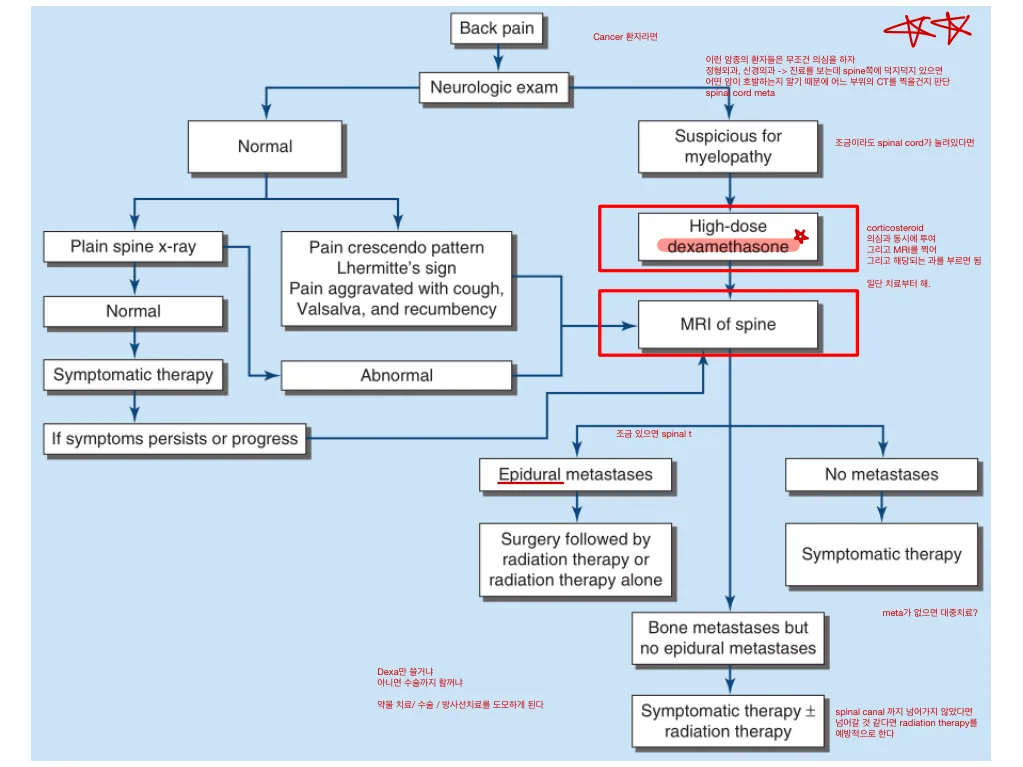 Back pain
Cancer 환자라면
이런 암종의 환자들은 무조건 의심을 하자
정형외과, 신경외과 -> 진료를 보는데 spine쪽에 덕지덕지 있으면
어떤 암이 호발하는지 알기 때문에 어느 부위의 CT를 찍을건지 판단
spinal cord meta
Neurologic exam
Normal
Suspicious for
myelopathy
조금이라도 spinal cord가 눌려있다면
High-dose
dexamethasone
corticosteroid
의심과 동시에 투여
그리고 MRI를 찍어
그리고 해당되는 과를 부르면 됨
일단 치료부터 해.
Plain spine x-ray
Pain crescendo pattern
Lhermitte's sign
Pain aggravated with cough,
Valsalva, and recumbency
Normal
MRI of spine
Symptomatic therapy
Abnormal
If symptoms persists or progress
조금 있으면 spinal t
Epidural metastases
No metastases
Surgery followed by
radiation therapy or
radiation therapy alone
Symptomatic therapy
meta가 없으면 대중치료?
Bone metastases but
no epidural metastases
Dexa만 쓸거냐
아니면 수술까지 할꺼냐
약물 치료/ 수술 / 방사선치료를 도모하게 된다
Symptomatic therapy ±
radiation therapy
spinal canal 까지 넘어가지 않았다면
넘어갈 것 같다면 radiation therapy를
예방적으로 한다